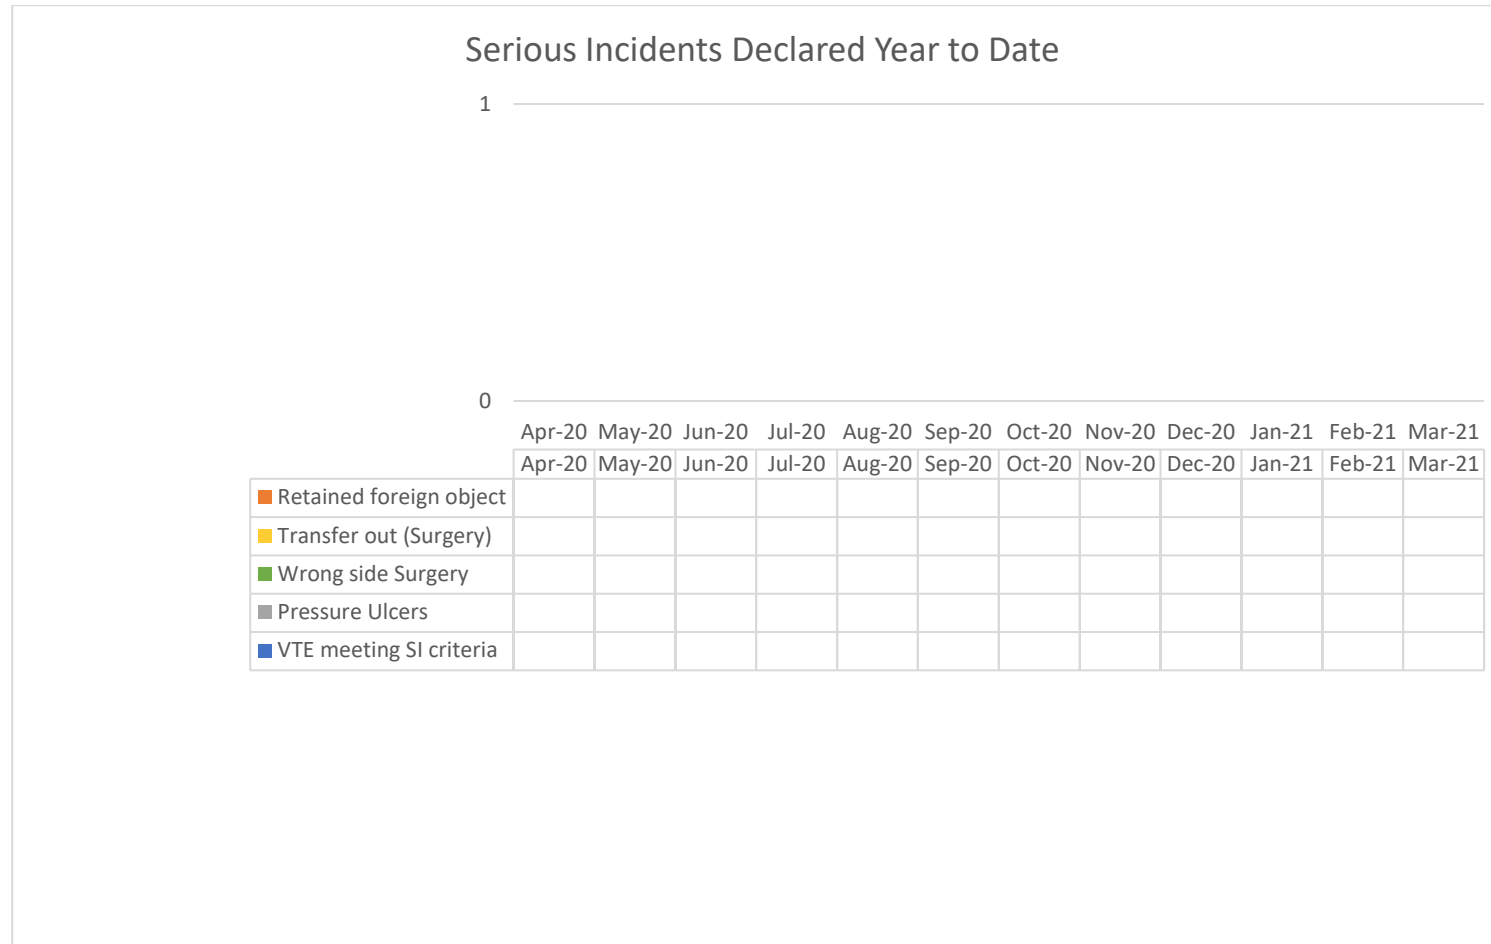 Serious Incidents Declared Year to Date
1
0
Apr-20 May-20 Jun-20 Jul-20 Aug-20 Sep-20 Oct-20 Nov-20 Dec-20 Jan-21 Feb-21 Mar-21
Apr-20 May-20 Jun-20 Jul-20 Aug-20 Sep-20 Oct-20 Nov-20 Dec-20 Jan-21 Feb-21 Mar-21
Retained foreign object
Transfer out (Surgery)
Wrong side Surgery
Pressure Ulcers
VTE meeting SI criteria